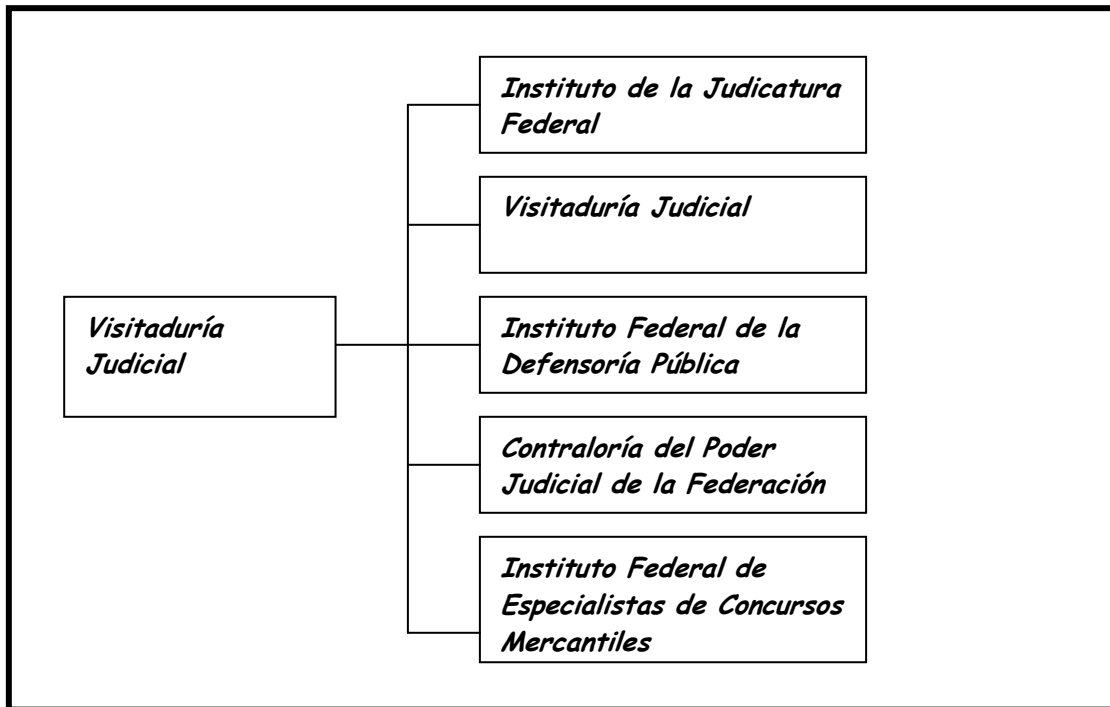 Instituto de la Judicatura
Federal
Visitaduría Judicial
Visitaduría
Judicial
Instituto Federal de la
Defensoría Pública
Contraloría del Poder
Judicial de la Federación
Instituto Federal de
Especialistas de Concursos
Mercantiles